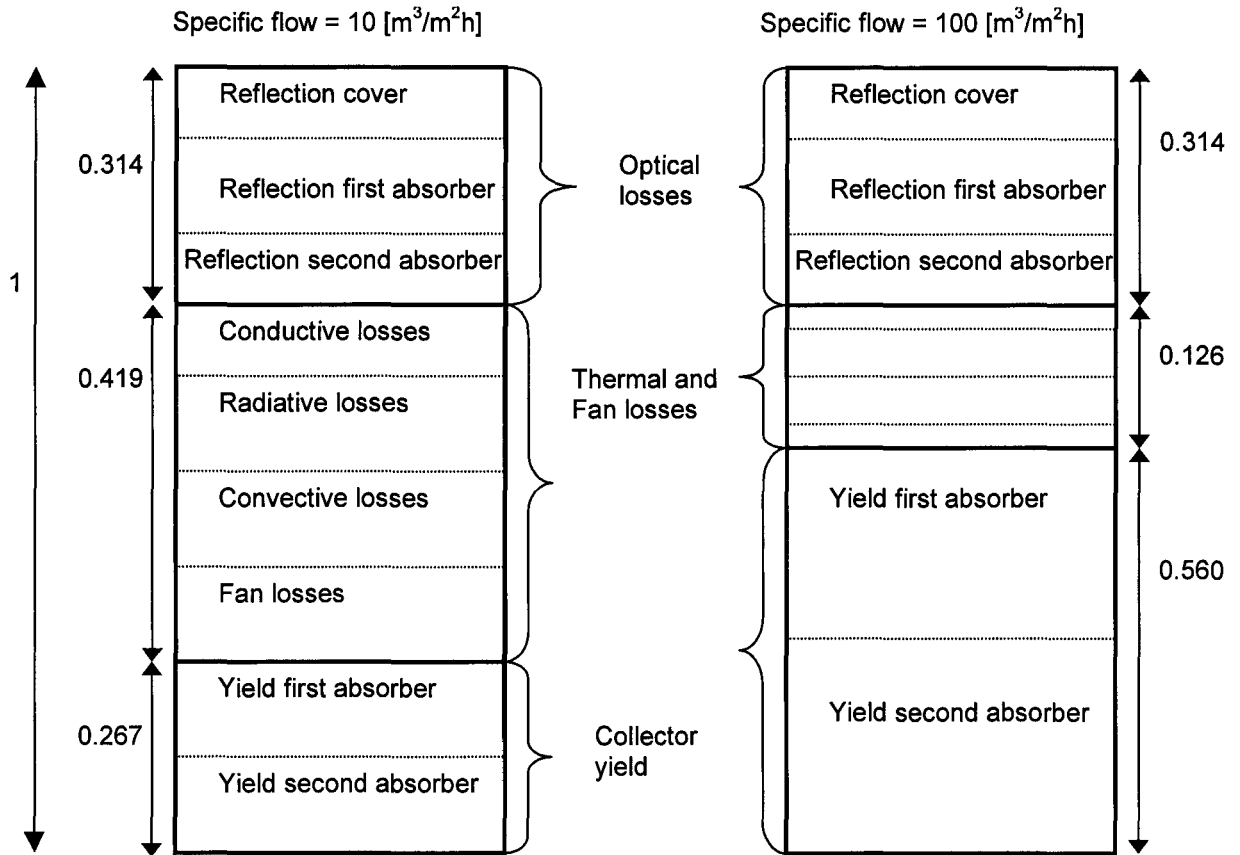 Specific flow = 10 [m³/m²h]
Specific flow = 100 [m³/m²h]
1
0.314
0.419
0.267
Reflection cover
Reflection first absorber
Reflection second absorber
Conductive losses
Radiative losses
Convective losses
Fan losses
Yield first absorber
Yield second absorber
Optical
losses
Thermal and
Fan losses
Collector
yield
Reflection cover
Reflection first absorber
Reflection second absorber
Yield first absorber
Yield second absorber
0.314
0.126
0.560